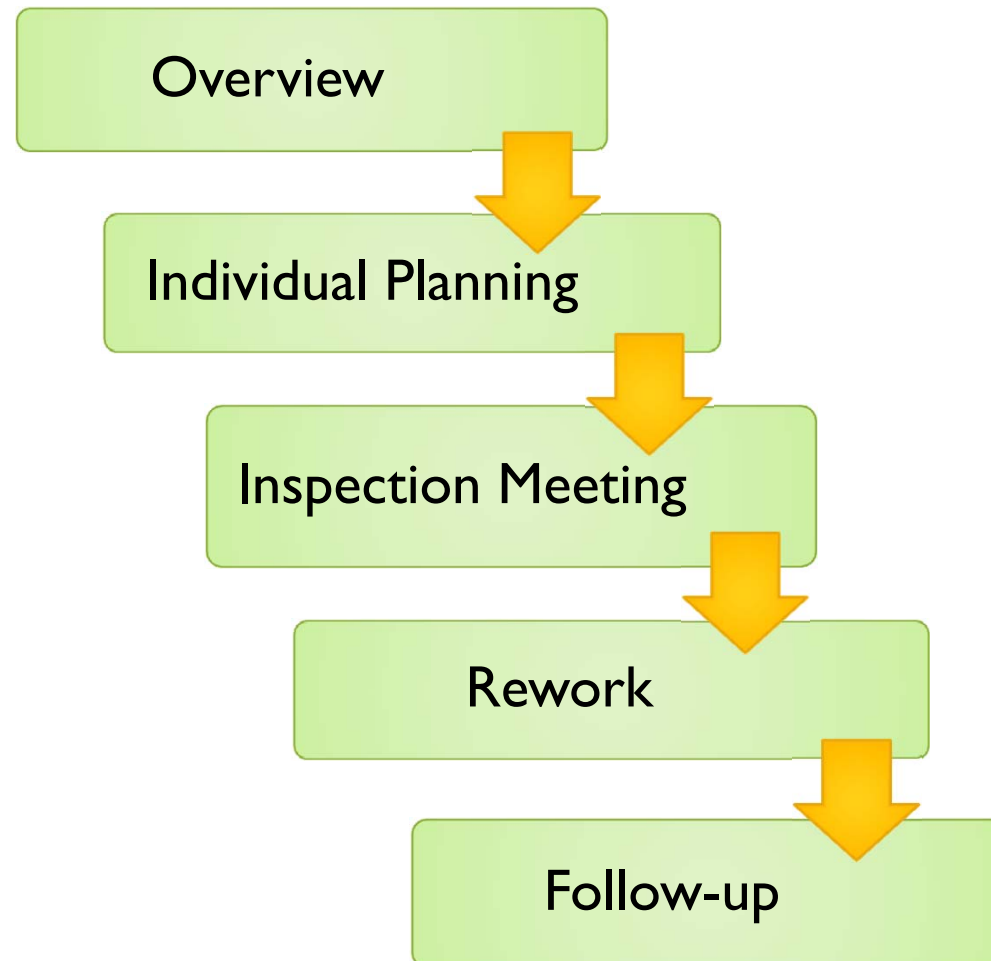 Overview
Individual Planning
Inspection Meeting
Rework
Follow-up